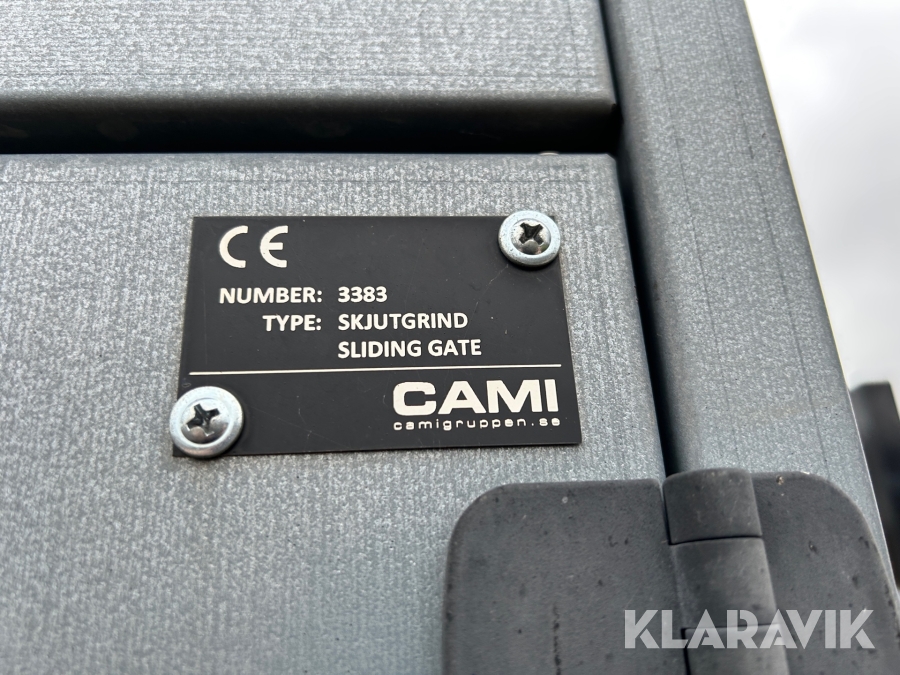 CE
NUMBER: 3383
TYPE: SKJUTGRIND
SLIDING GATE
CAMI
camigruppen.se
KLARAVIK